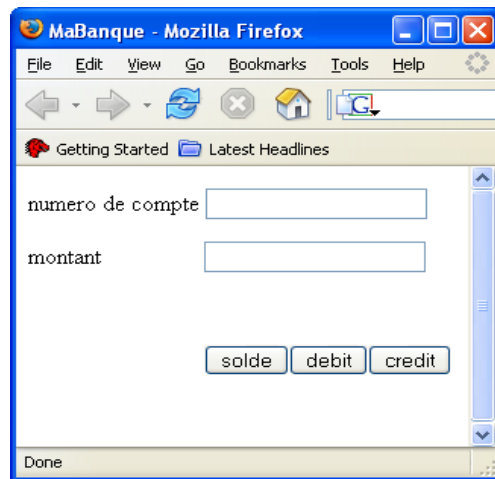 MaBanque - Mozilla Firefox
File Edit View Go Bookmarks Tools Help
G
Getting Started Latest Headlines
numero de compte
montant
solde debit credit
Done